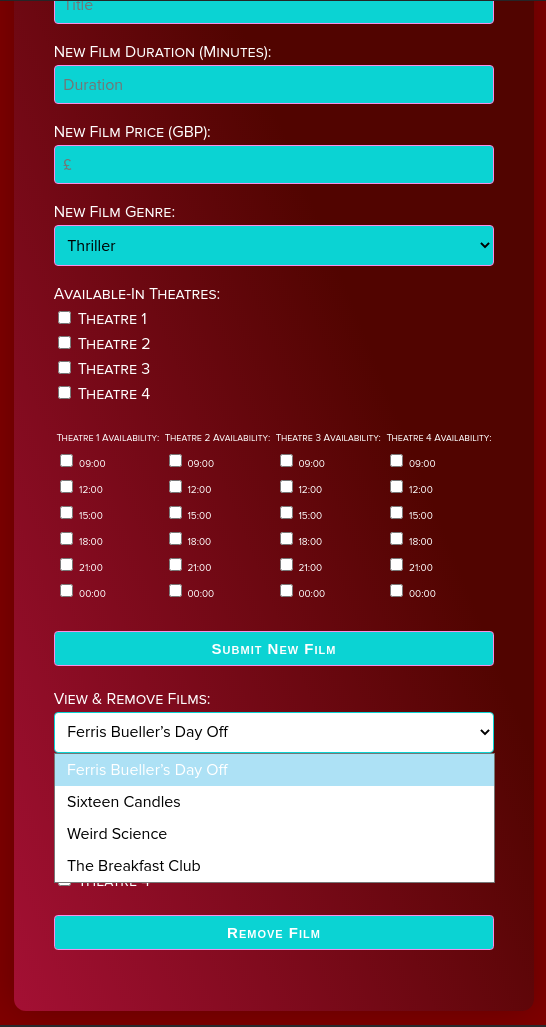 Title
New Film Duration (Minutes):
Duration
New Film Price (GBP):
£
New Film Genre:
Thriller
Available-In Theatres:
Theatre 1
Theatre 2
Theatre 3
Theatre 4
Theatre 1 Availability: Theatre 2 Availability: Theatre 3 Availability: Theatre 4 Availability:
09:00 09:00 09:00 09:00
12:00 12:00 12:00 12:00
15:00 15:00 15:00 15:00
18:00 18:00 18:00 18:00
21:00 21:00 21:00 21:00
00:00 00:00 00:00 00:00
Submit New Film
View & Remove Films:
Ferris Bueller's Day Off
Ferris Bueller's Day Off
Sixteen Candles
Weird Science
The Breakfast Club
Theatre 4
Remove Film